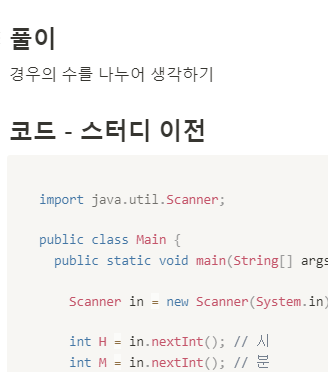 풀이
경우의 수를 나누어 생각하기
코드 - 스터디 이전
import java.util.Scanner;
public class Main {
public static void main(String[] args
Scanner in = new Scanner(System.in)
int H = in.nextInt(); // 시
int M = in.nextInt(); // 분